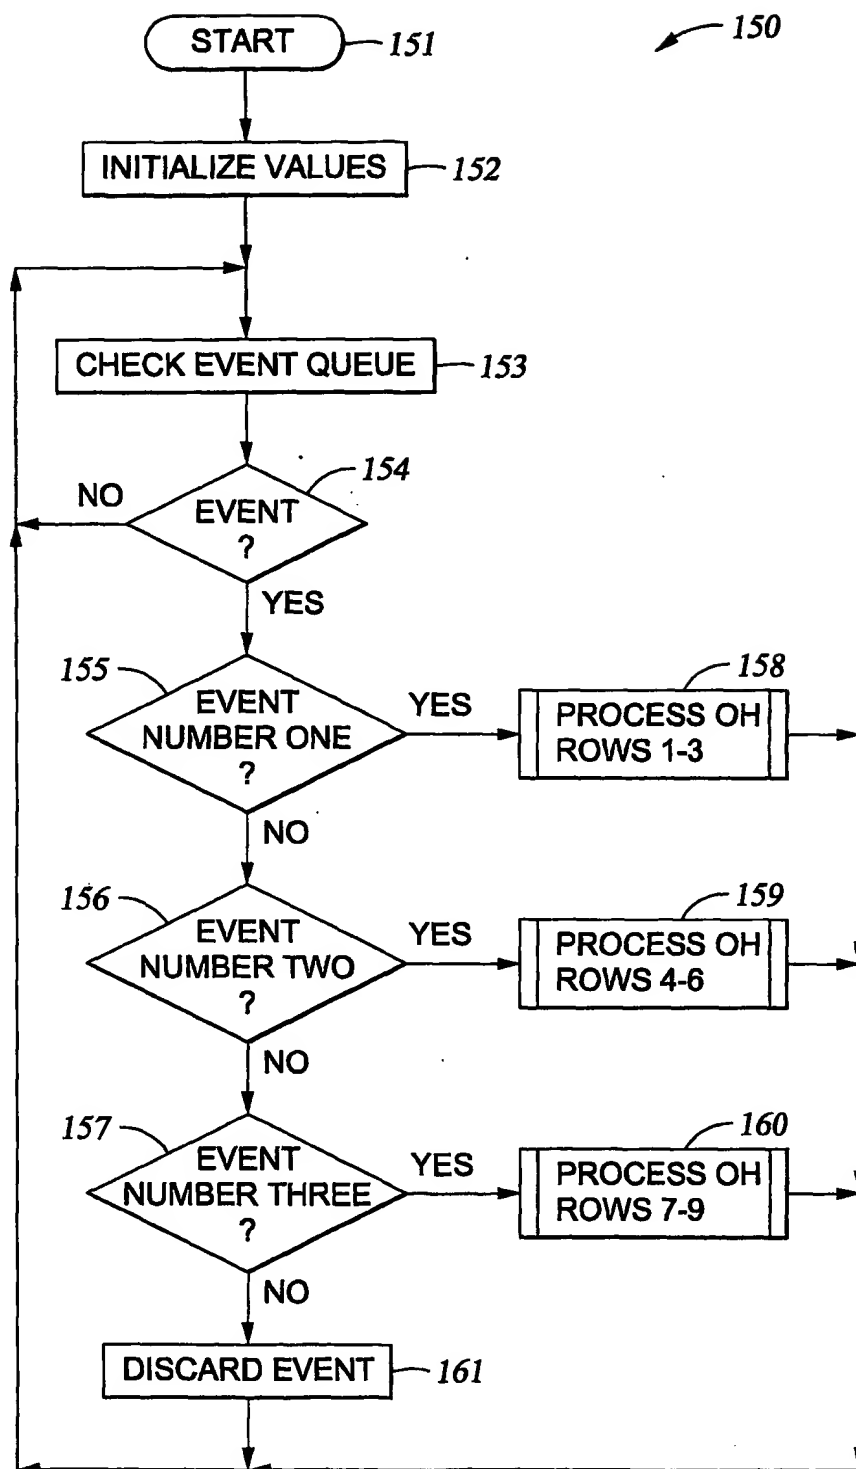 START
151
150
INITIALIZE VALUES
152
CHECK EVENT QUEUE
153
154
NO
EVENT
?
YES
155
EVENT
NUMBER ONE
?
YES
158
PROCESS OH
ROWS 1-3
NO
156
EVENT
NUMBER TWO
?
YES
159
PROCESS OH
ROWS 4-6
NO
157
EVENT
NUMBER THREE
?
YES
160
PROCESS OH
ROWS 7-9
NO
DISCARD EVENT
161